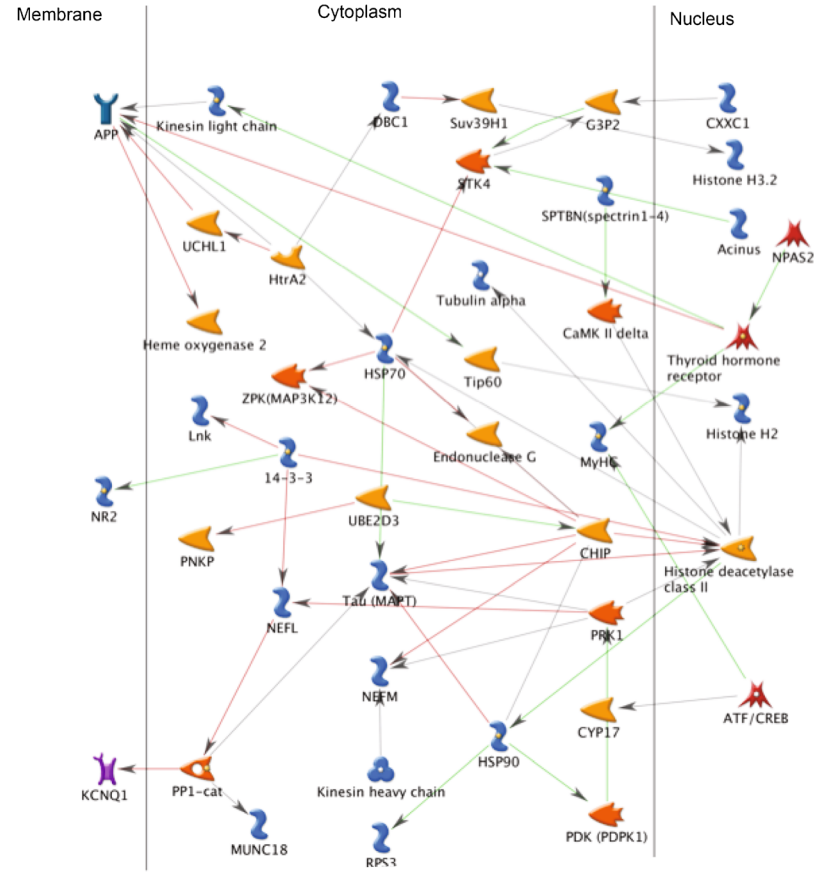 Membrane
Cytoplasm
Nucleus
APP
Kinesin light chain
DBC1
Suv39H1
G3P2
CXXC1
Histone H3.2
STK4
SPTBN(spectrin1-4)
Acinus
NPAS2
UCHL1
HtrA2
Tubulin alpha
CaMK II delta
Heme oxygenase 2
HSP70
Tip60
Thyroid hormone
receptor
ZPK(MAP3K12)
Lnk
Endonuclease G
MyHC
Histone H2
14-3-3
NR2
UBE2D3
PNKP
CHIP
Histone deacetylase
class II
Tau (MAPT)
NEFL
PRK1
NEFM
ATF/CREB
CYP17
HSP90
KCNQ1
PP1-cat
Kinesin heavy chain
MUNC18
RPS3
PDK (PDPK1)